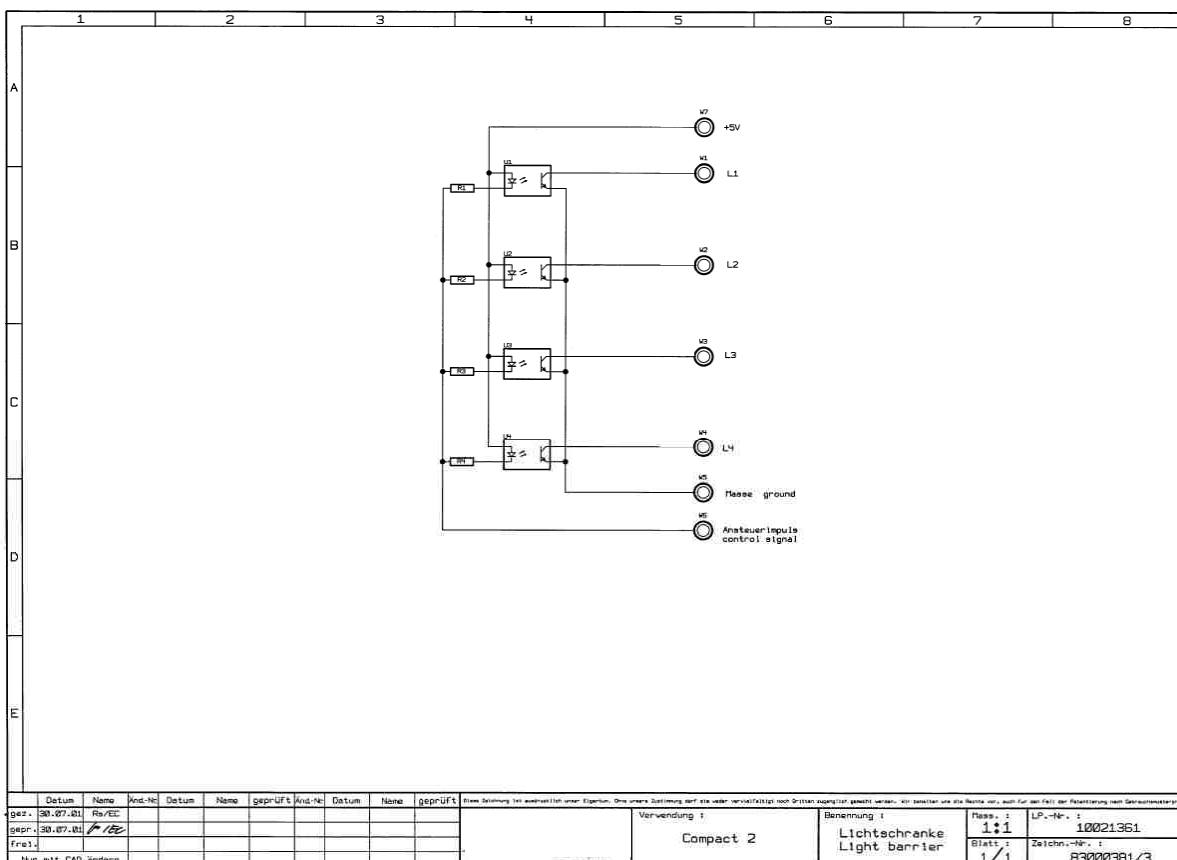 1 2 3 4 5 6 7 8
A
W7
+5V
U1
W1
L1
R1
B
U2
W2
L2
R2
U3
W3
L3
R3
C
U4
W4
L4
R4
W5
Masse ground
W6
Ansteuerimpuls
control signal
D
E
Datum Name Änd-Nr Datum Name geprüft Änd-Nr Datum Name geprüft
gez. 30.07.01 Rs/EC
gepr. 30.07.01
frei.
Nur mit CAD ändern
Verwendung :
Compact 2
Benennung :
Lichtschranke
Light barrier
Mass. :
1:1
LP.-Nr. :
10021361
Blatt :
1/1
Zeichn.-Nr. :
83000381/3